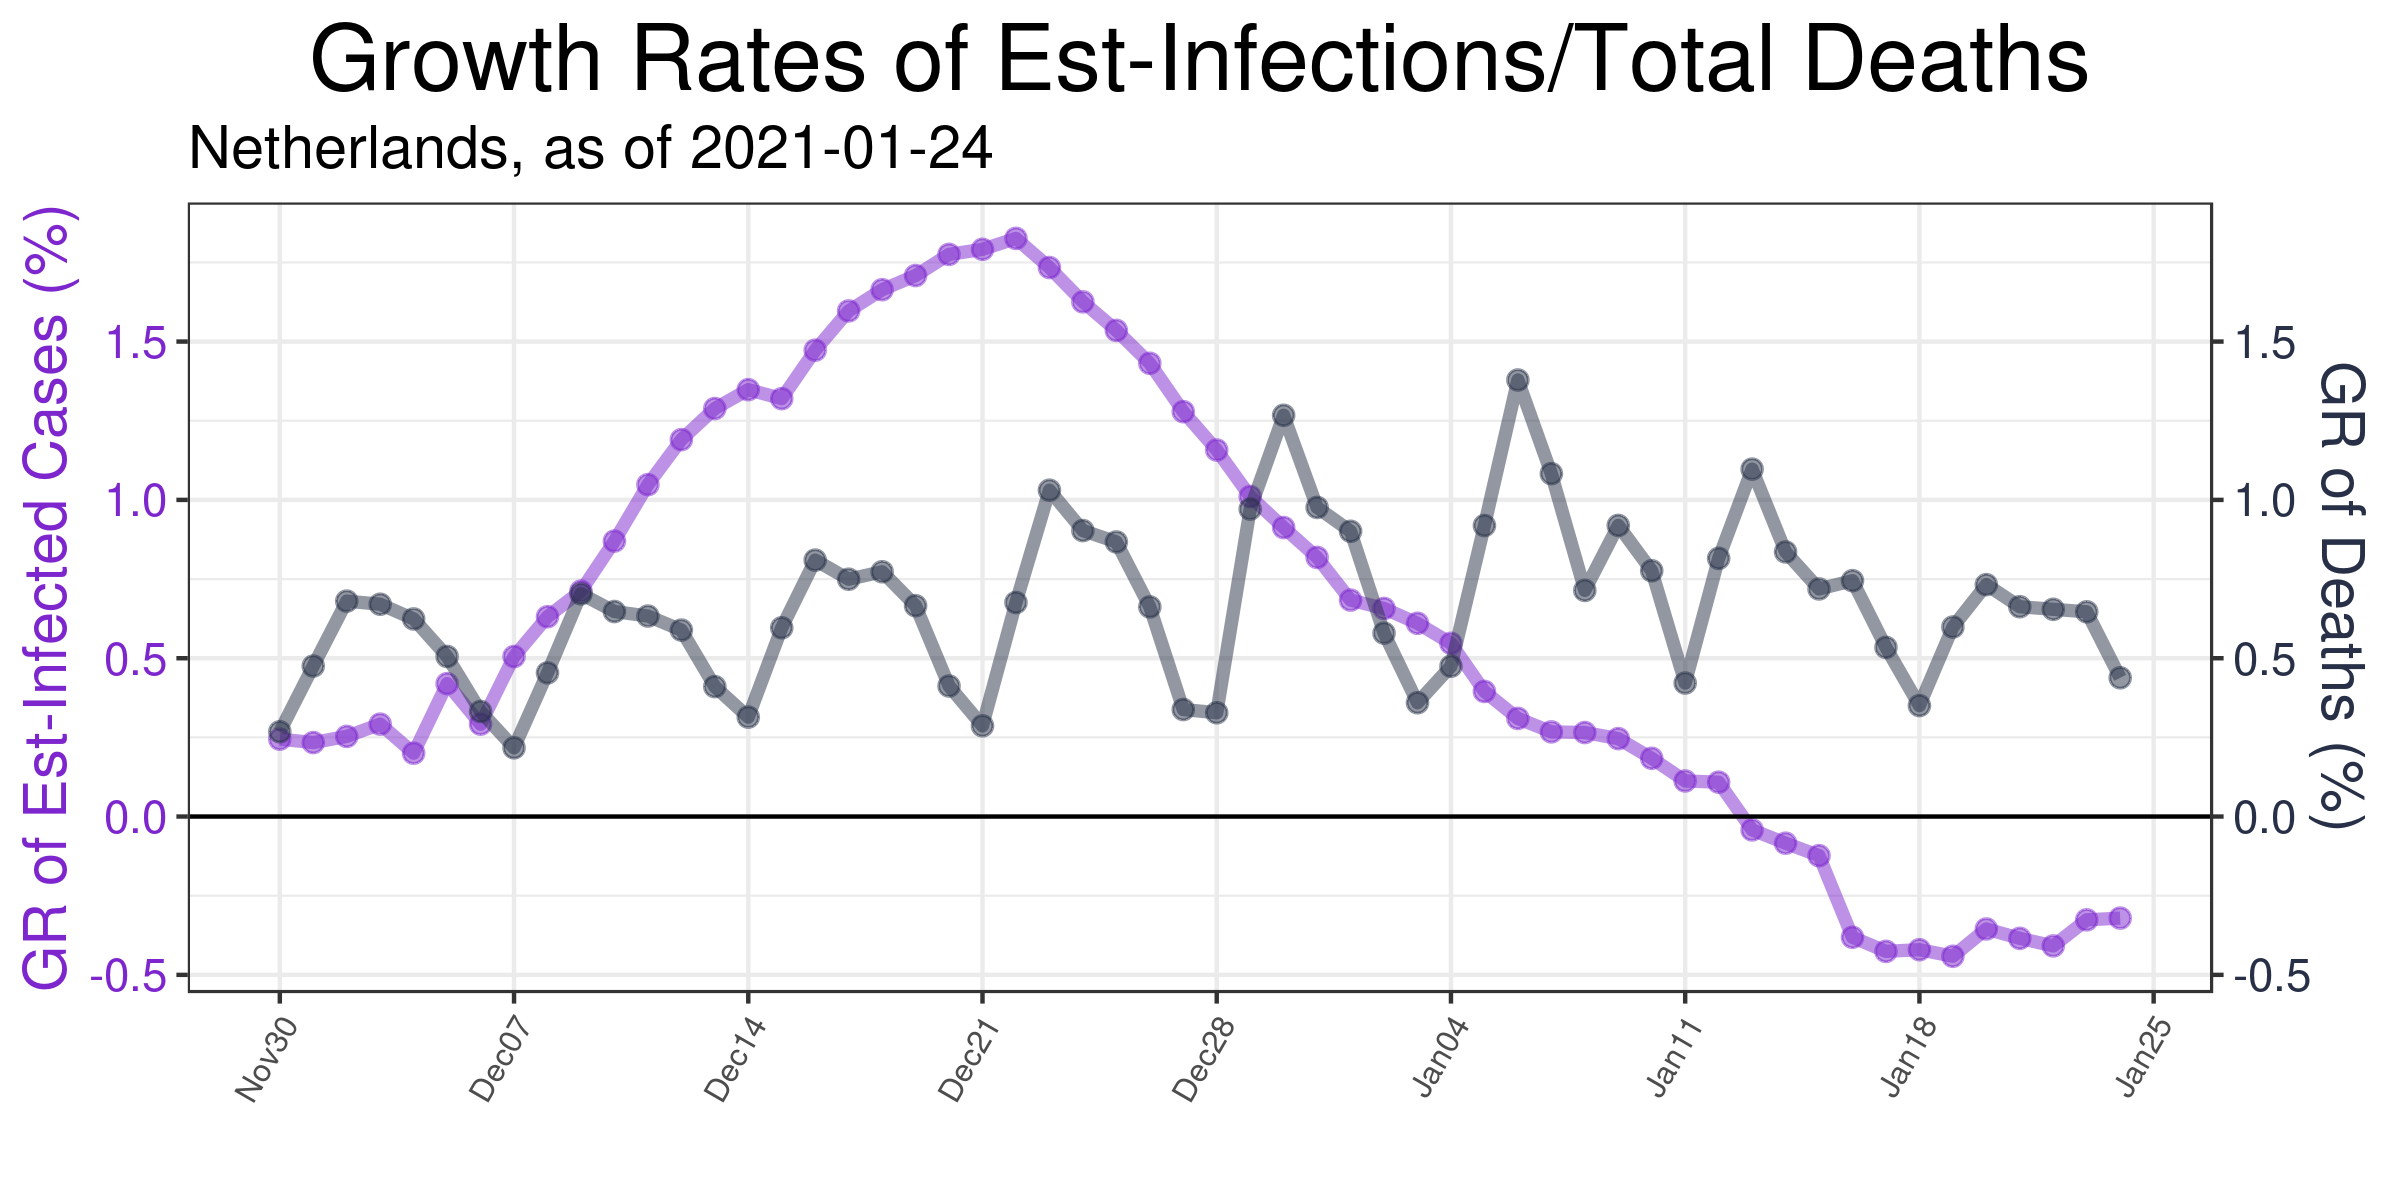 Growth Rates of Est-Infections/Total Deaths
Netherlands, as of 2021-01-24
GR of Est-Infected Cases (%)
1.5
1.0
0.5
0.0
-0.5
1.5
1.0
0.5
0.0
-0.5
GR of Deaths (%)
Nov30
Dec07
Dec14
Dec21
Dec28
Jan04
Jan11
Jan18
Jan25